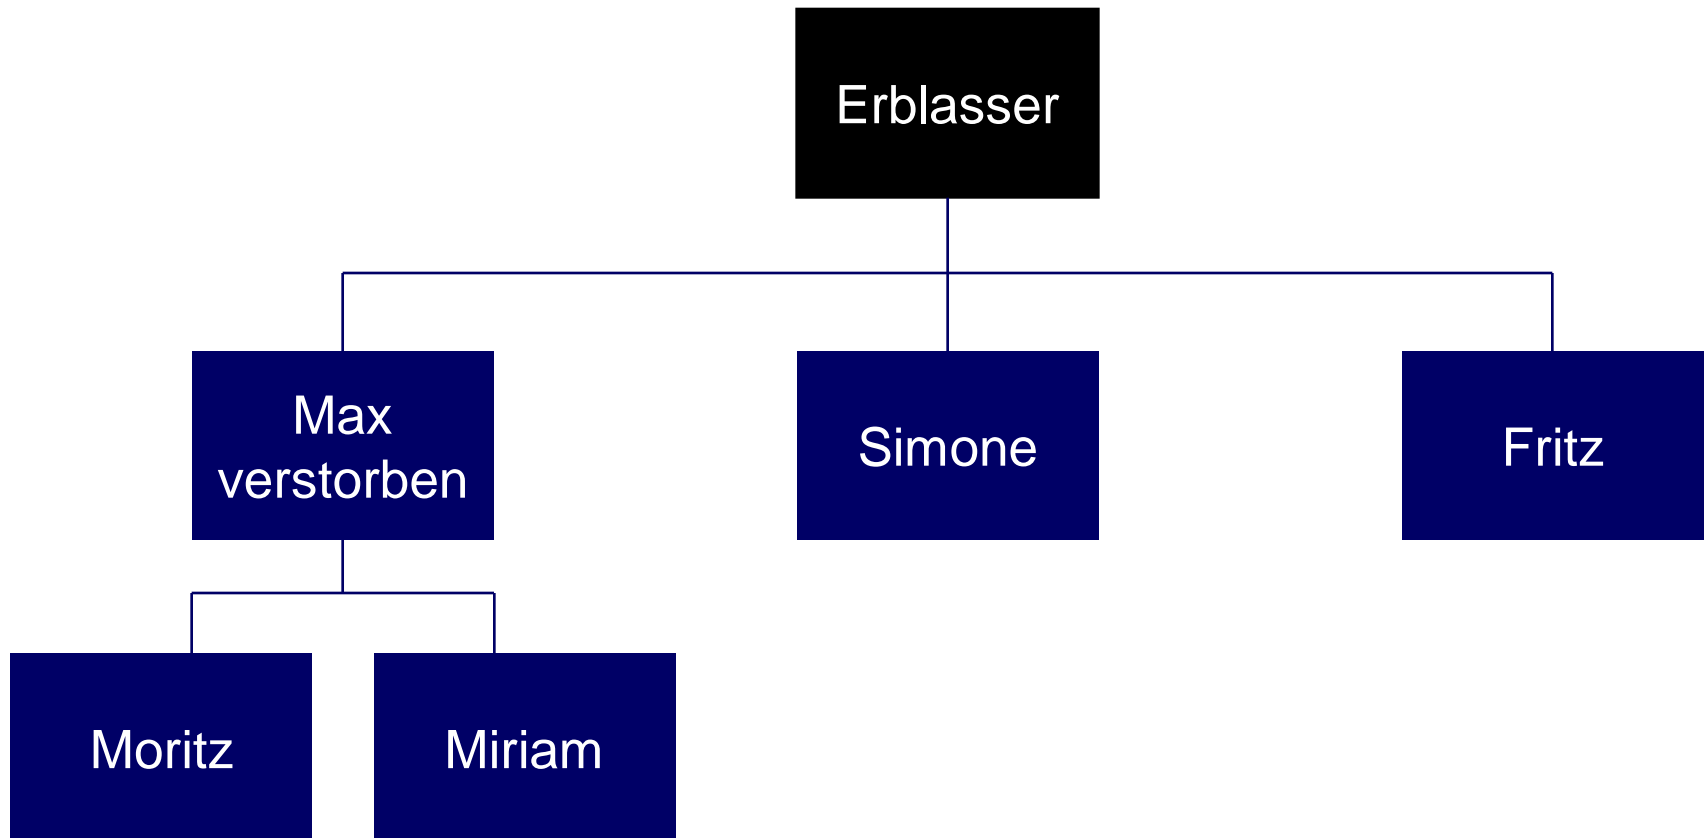 Erblasser
Max
verstorben
Simone
Fritz
Moritz
Miriam